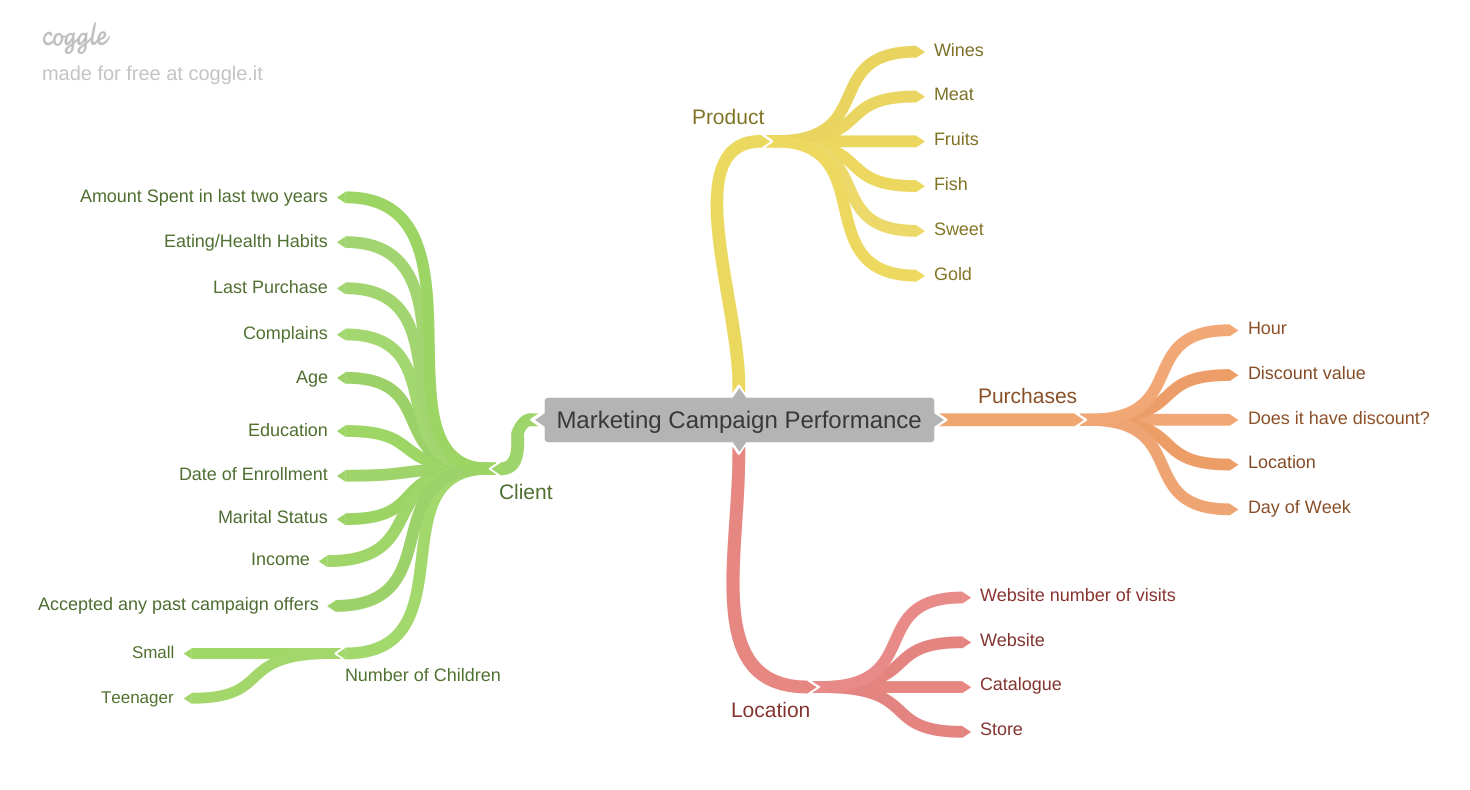 coggle
made for free at coggle.it
Marketing Campaign Performance
Product
Wines
Meat
Fruits
Fish
Sweet
Gold
Purchases
Hour
Discount value
Does it have discount?
Location
Day of Week
Location
Website number of visits
Website
Catalogue
Store
Client
Amount Spent in last two years
Eating/Health Habits
Last Purchase
Complains
Age
Education
Date of Enrollment
Marital Status
Income
Accepted any past campaign offers
Number of Children
Small
Teenager